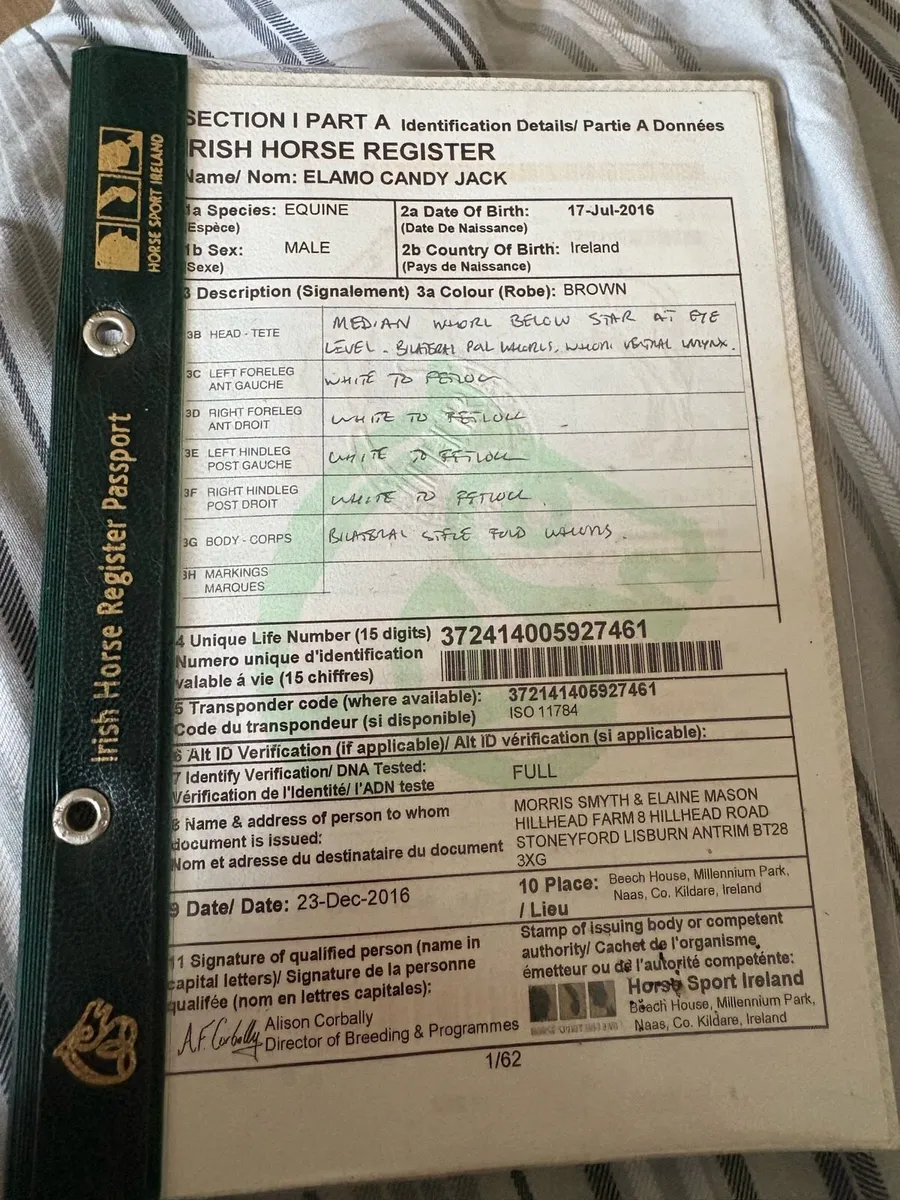 HORSE SPORT IRELAND
Irish Horse Register Passport
SECTION I PART A Identification Details/ Partie A Données
IRISH HORSE REGISTER
Name/ Nom: ELAMO CANDY JACK
1a Species: EQUINE
(Espèce)
2a Date Of Birth: 17-Jul-2016
(Date De Naissance)
1b Sex: MALE
(Sexe)
2b Country Of Birth: Ireland
(Pays de Naissance)
3 Description (Signalement) 3a Colour (Robe): BROWN
3B HEAD - TETE
MEDIAN WHORL BELOW STAR AT EYE
LEVEL. BILATERAL POLL WHORLS. WHORL VENTRAL
3C LEFT FORELEG
ANT GAUCHE
WHITE TO FETLOCK
3D RIGHT FORELEG
ANT DROIT
WHITE TO FETLOCK
3E LEFT HINDLEG
POST GAUCHE
WHITE TO FETLOCK
3F RIGHT HINDLEG
POST DROIT
WHITE TO FETLOCK
3G BODY - CORPS
BILATERAL STIFLE FOLD WHORLS.
3H MARKINGS
MARQUES
4 Unique Life Number (15 digits) 372414005927461
Numero unique d'identification
valable á vie (15 chiffres)
5 Transponder code (where available): 372141405927461
Code du transpondeur (si disponible) ISO 11784
6 Alt ID Verification (if applicable)/ Alt ID vérification (si applicable):
7 Identify Verification/ DNA Tested: FULL
Vérification de l'Identité/ l'ADN teste
8 Name & address of person to whom
document is issued:
Nom et adresse du destinataire du document
MORRIS SMYTH & ELAINE MASON
HILLHEAD FARM 8 HILLHEAD ROAD
STONEYFORD LISBURN ANTRIM BT28
3XG
9 Date/ Date: 23-Dec-2016
10 Place: Beech House, Millennium Park,
/ Lieu Naas, Co. Kildare, Ireland
11 Signature of qualified person (name in
capital letters)/ Signature de la personne
qualifée (nom en lettres capitales):
A.F. Corbally Alison Corbally
Director of Breeding & Programmes
Stamp of issuing body or competent
authority/ Cachet de l'organisme
émetteur ou de l'autorité competénte:
HORSE SPORT IRELAND
Horse Sport Ireland
Beech House, Millennium Park,
Naas, Co. Kildare, Ireland
1/62